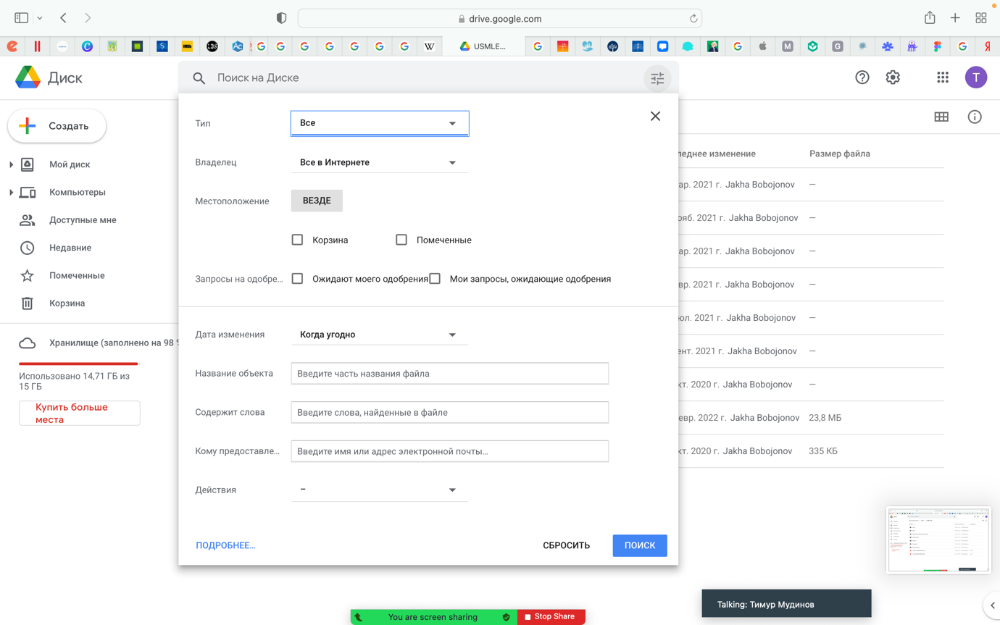 drive.google.com
USMLE...
Диск
Поиск на Диске
T
Создать
Мой диск
Компьютеры
Доступные мне
Недавние
Помеченные
Корзина
Хранилище (заполнено на 98
Использовано 14,71 ГБ из
15 ГБ
Купить больше
места
Тип
Все
Владелец
Все в Интернете
Местоположение
ВЕЗДЕ
Корзина
Помеченные
Запросы на одобре...
Ожидают моего одобрения
Мои запросы, ожидающие одобрения
Дата изменения
Когда угодно
Название объекта
Введите часть названия файла
Содержит слова
Введите слова, найденные в файле
Кому предоставле...
Введите имя или адрес электронной почты...
Действия
–
ПОДРОБНЕЕ...
СБРОСИТЬ
ПОИСК
леднее изменение Размер файла
ар. 2021 г. Jakha Bobojonov —
ояб. 2021 г. Jakha Bobojonov —
ар. 2021 г. Jakha Bobojonov —
вр. 2021 г. Jakha Bobojonov —
юл. 2021 г. Jakha Bobojonov —
ент. 2021 г. Jakha Bobojonov —
кт. 2020 г. Jakha Bobojonov —
евр. 2022 г. Jakha Bobojonov 23,8 МБ
кт. 2020 г. Jakha Bobojonov 335 КБ
Talking: Тимур Мудинов
You are screen sharing
Stop Share